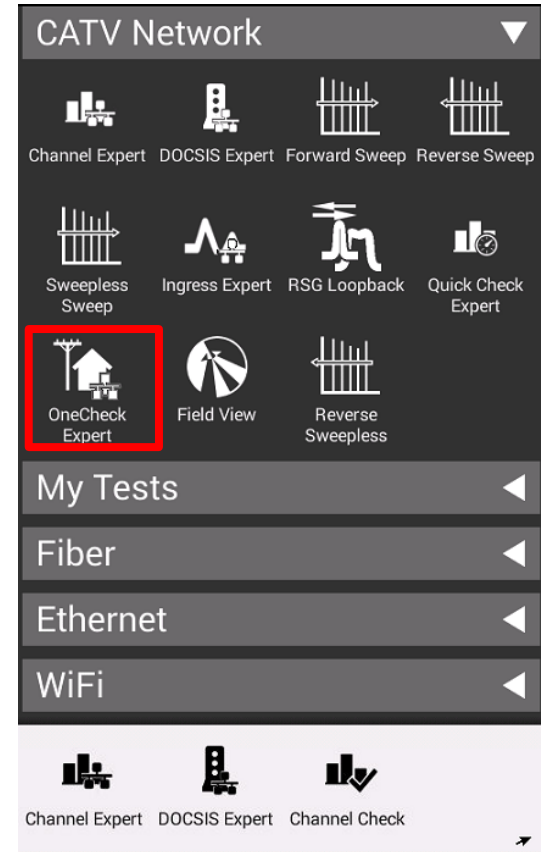 CATV Network
Channel Expert DOCSIS Expert Forward Sweep Reverse Sweep
Sweepless Sweep Ingress Expert RSG Loopback Quick Check Expert
OneCheck Expert Field View Reverse Sweepless
My Tests
Fiber
Ethernet
WiFi
Channel Expert DOCSIS Expert Channel Check